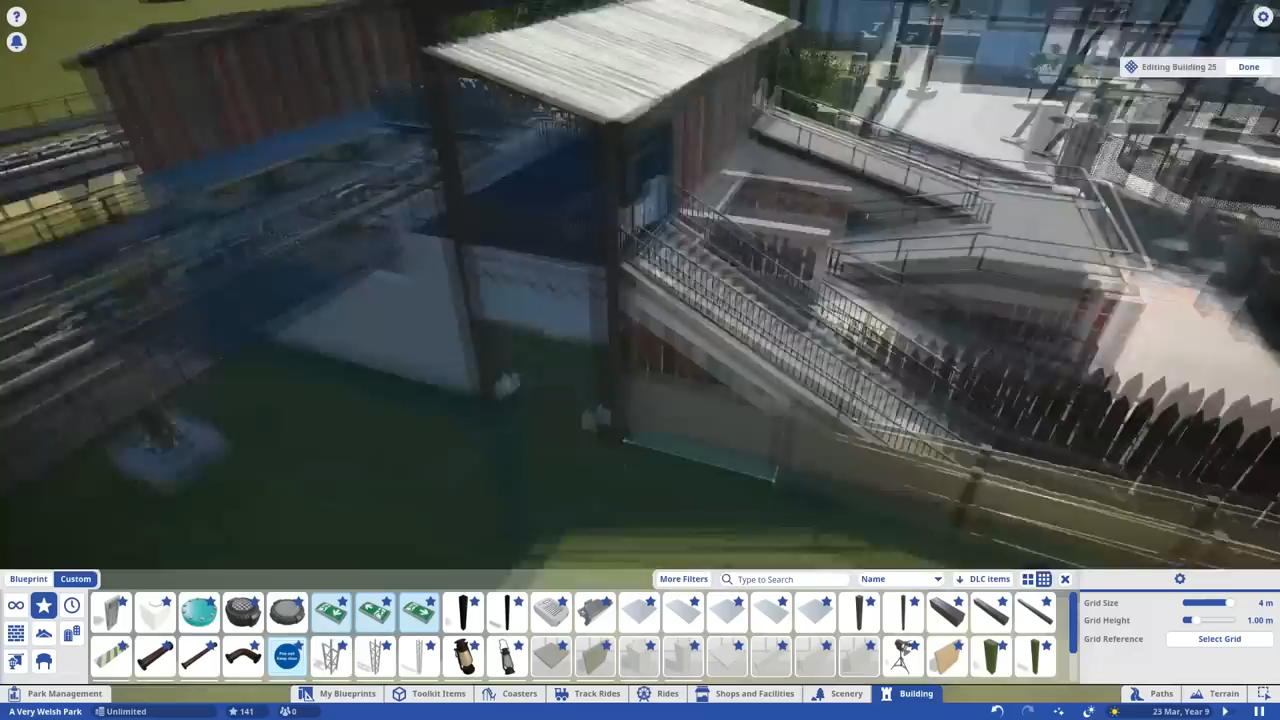 ?
Editing Building 25 Done
Blueprint Custom More Filters Type to Search Name DLC items
Grid Size 4 m
Grid Height 1.00 m
Grid Reference Select Grid
Park Management My Blueprints Toolkit Items Coasters Track Rides Rides Shops and Facilities Scenery Building Paths Terrain
A Very Welsh Park Unlimited 141 0 23 Mar, Year 9